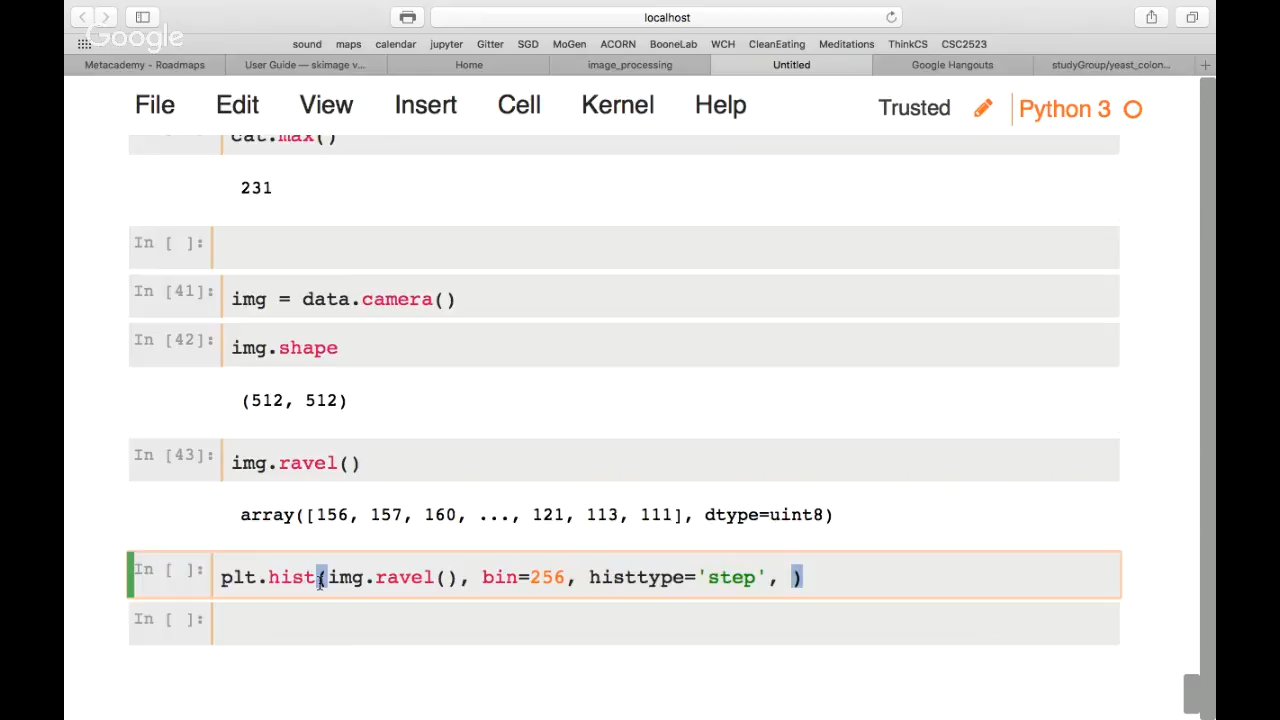 localhost
Google
sound maps calendar jupyter Gitter SGD MoGen ACORN BooneLab WCH CleanEating Meditations ThinkCS CSC2523
Metacademy - Roadmaps User Guide — skimage v... Home image_processing Untitled Google Hangouts studyGroup/yeast_colon...
File Edit View Insert Cell Kernel Help Trusted Python 3
cat.max()
231
In [ ]:
In [41]: img = data.camera()
In [42]: img.shape
(512, 512)
In [43]: img.ravel()
array([156, 157, 160, ..., 121, 113, 111], dtype=uint8)
In [ ]: plt.hist(img.ravel(), bin=256, histtype='step', )
In [ ]: